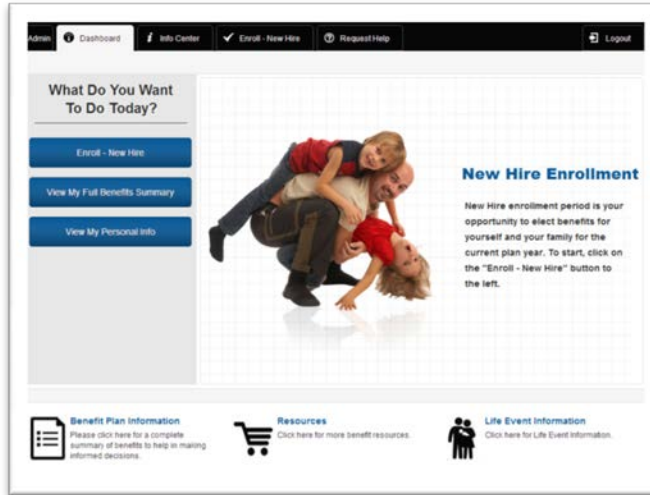 Admin
Dashboard
Info Center
Enroll - New Hire
Request Help
Logout
What Do You Want
To Do Today?
Enroll - New Hire
View My Full Benefits Summary
View My Personal Info
New Hire Enrollment
New Hire enrollment period is your
opportunity to elect benefits for
yourself and your family for the
current plan year. To start, click on
the "Enroll - New Hire" button to
the left.
Benefit Plan Information
Please click here for a complete
summary of benefits to help in making
informed decisions.
Resources
Click here for more benefit resources.
Life Event Information
Click here for Life Event Information.